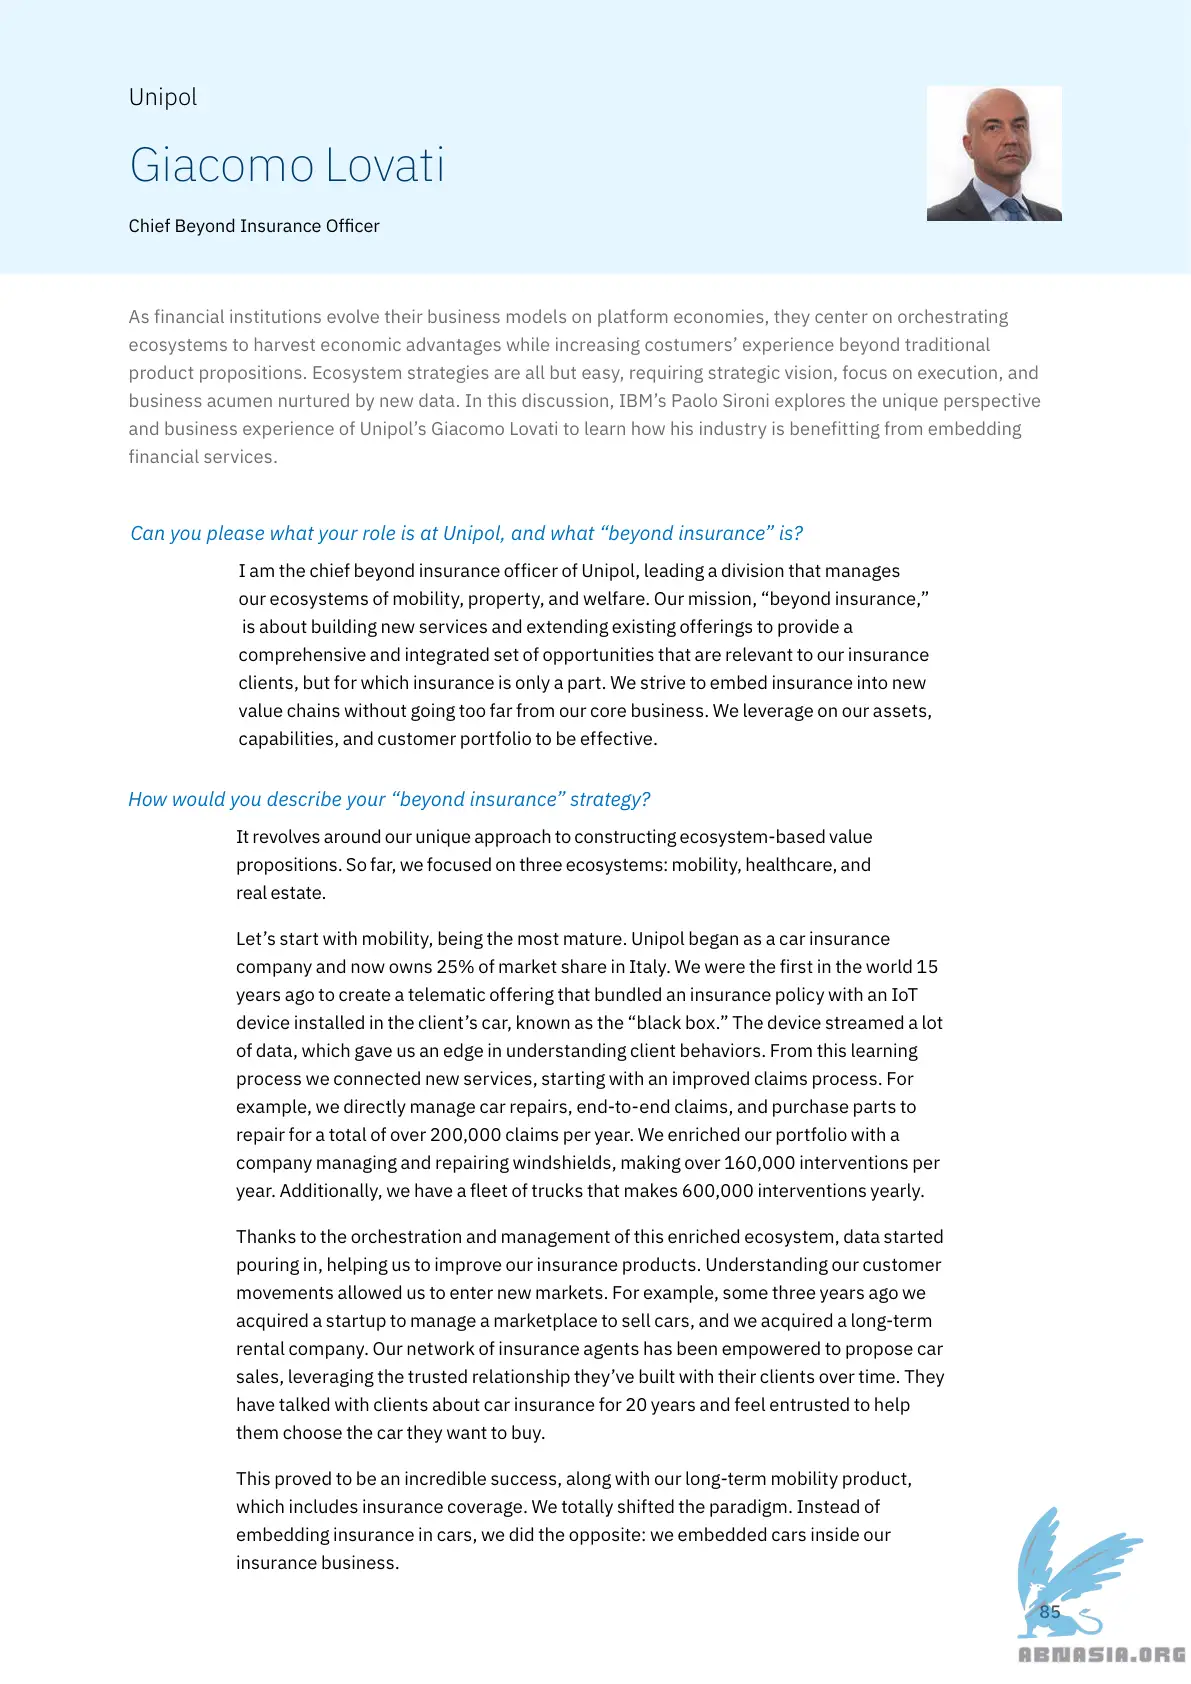 Unipol
Giacomo Lovati
Chief Beyond Insurance Officer
As financial institutions evolve their business models on platform economies, they center on orchestrating
ecosystems to harvest economic advantages while increasing costumers’ experience beyond traditional
product propositions. Ecosystem strategies are all but easy, requiring strategic vision, focus on execution, and
business acumen nurtured by new data. In this discussion, IBM’s Paolo Sironi explores the unique perspective
and business experience of Unipol’s Giacomo Lovati to learn how his industry is benefitting from embedding
financial services.
Can you please what your role is at Unipol, and what “beyond insurance” is?
I am the chief beyond insurance officer of Unipol, leading a division that manages
our ecosystems of mobility, property, and welfare. Our mission, “beyond insurance,”
is about building new services and extending existing offerings to provide a
comprehensive and integrated set of opportunities that are relevant to our insurance
clients, but for which insurance is only a part. We strive to embed insurance into new
value chains without going too far from our core business. We leverage on our assets,
capabilities, and customer portfolio to be effective.
How would you describe your “beyond insurance” strategy?
It revolves around our unique approach to constructing ecosystem-based value
propositions. So far, we focused on three ecosystems: mobility, healthcare, and
real estate.
Let’s start with mobility, being the most mature. Unipol began as a car insurance
company and now owns 25% of market share in Italy. We were the first in the world 15
years ago to create a telematic offering that bundled an insurance policy with an IoT
device installed in the client’s car, known as the “black box.” The device streamed a lot
of data, which gave us an edge in understanding client behaviors. From this learning
process we connected new services, starting with an improved claims process. For
example, we directly manage car repairs, end-to-end claims, and purchase parts to
repair for a total of over 200,000 claims per year. We enriched our portfolio with a
company managing and repairing windshields, making over 160,000 interventions per
year. Additionally, we have a fleet of trucks that makes 600,000 interventions yearly.
Thanks to the orchestration and management of this enriched ecosystem, data started
pouring in, helping us to improve our insurance products. Understanding our customer
movements allowed us to enter new markets. For example, some three years ago we
acquired a startup to manage a marketplace to sell cars, and we acquired a long-term
rental company. Our network of insurance agents has been empowered to propose car
sales, leveraging the trusted relationship they’ve built with their clients over time. They
have talked with clients about car insurance for 20 years and feel entrusted to help
them choose the car they want to buy.
This proved to be an incredible success, along with our long-term mobility product,
which includes insurance coverage. We totally shifted the paradigm. Instead of
embedding insurance in cars, we did the opposite: we embedded cars inside our
insurance business.
85
ABNASIA.ORG